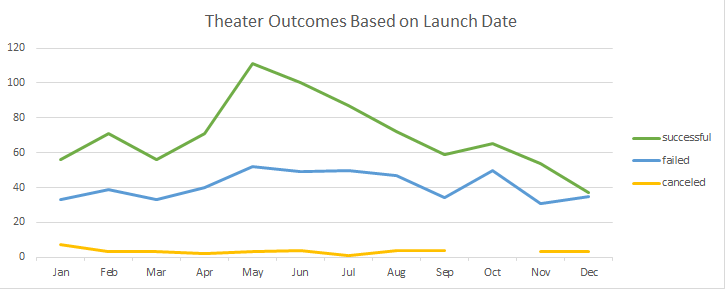 Theater Outcomes Based on Launch Date
120
100
80
60
40
20
0
Jan Feb Mar Apr May Jun Jul Aug Sep Oct Nov Dec
successful
failed
canceled